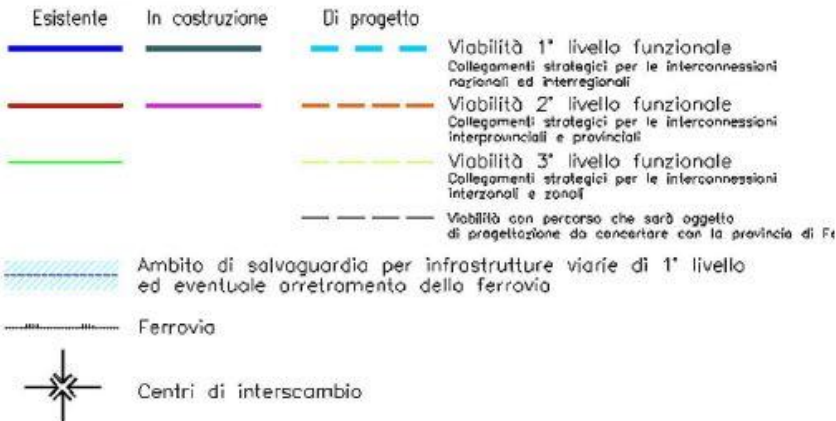 Esistente In costruzione Di progetto
Viabilità 1° livello funzionale
Collegamenti strategici per le interconnessioni
nazionali ed interregionali
Viabilità 2° livello funzionale
Collegamenti strategici per le interconnessioni
interprovinciali e provinciali
Viabilità 3° livello funzionale
Collegamenti strategici per le interconnessioni
interzonali e zonali
Viabilità con percorso che sarà oggetto
di progettazione da concertare con la provincia di Fe
Ambito di salvaguardia per infrastrutture viarie di 1° livello
ed eventuale arretramento della ferrovia
Ferrovia
Centri di interscambio